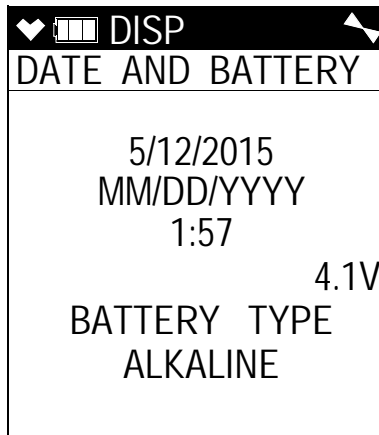 DISP
DATE AND BATTERY
5/12/2015
MM/DD/YYYY
1:57
4.1V
BATTERY TYPE
ALKALINE